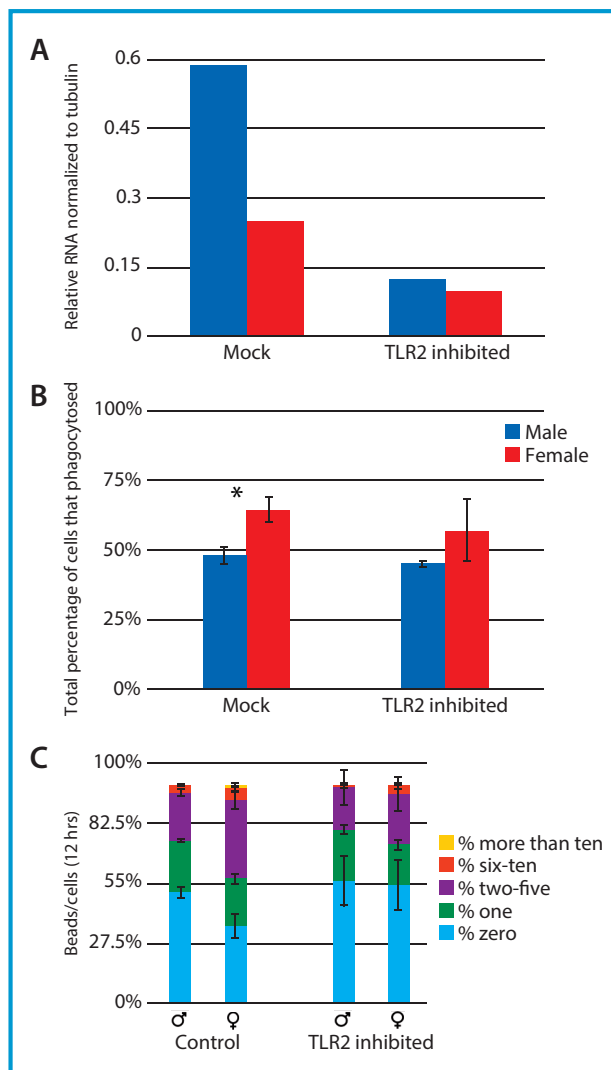 A
Relative RNA normalized to tubulin
0.6
0.45
0.3
0.15
0
Mock TLR2 inhibited
B
Total percentage of cells that phagocytosed
100%
75%
50%
25%
0%
Male
Female
*
Mock TLR2 inhibited
C
Beads/cells (12 hrs)
100%
82.5%
55%
27.5%
0%
% more than ten
% six-ten
% two-five
% one
% zero
♂ ♀ ♂ ♀
Control TLR2 inhibited